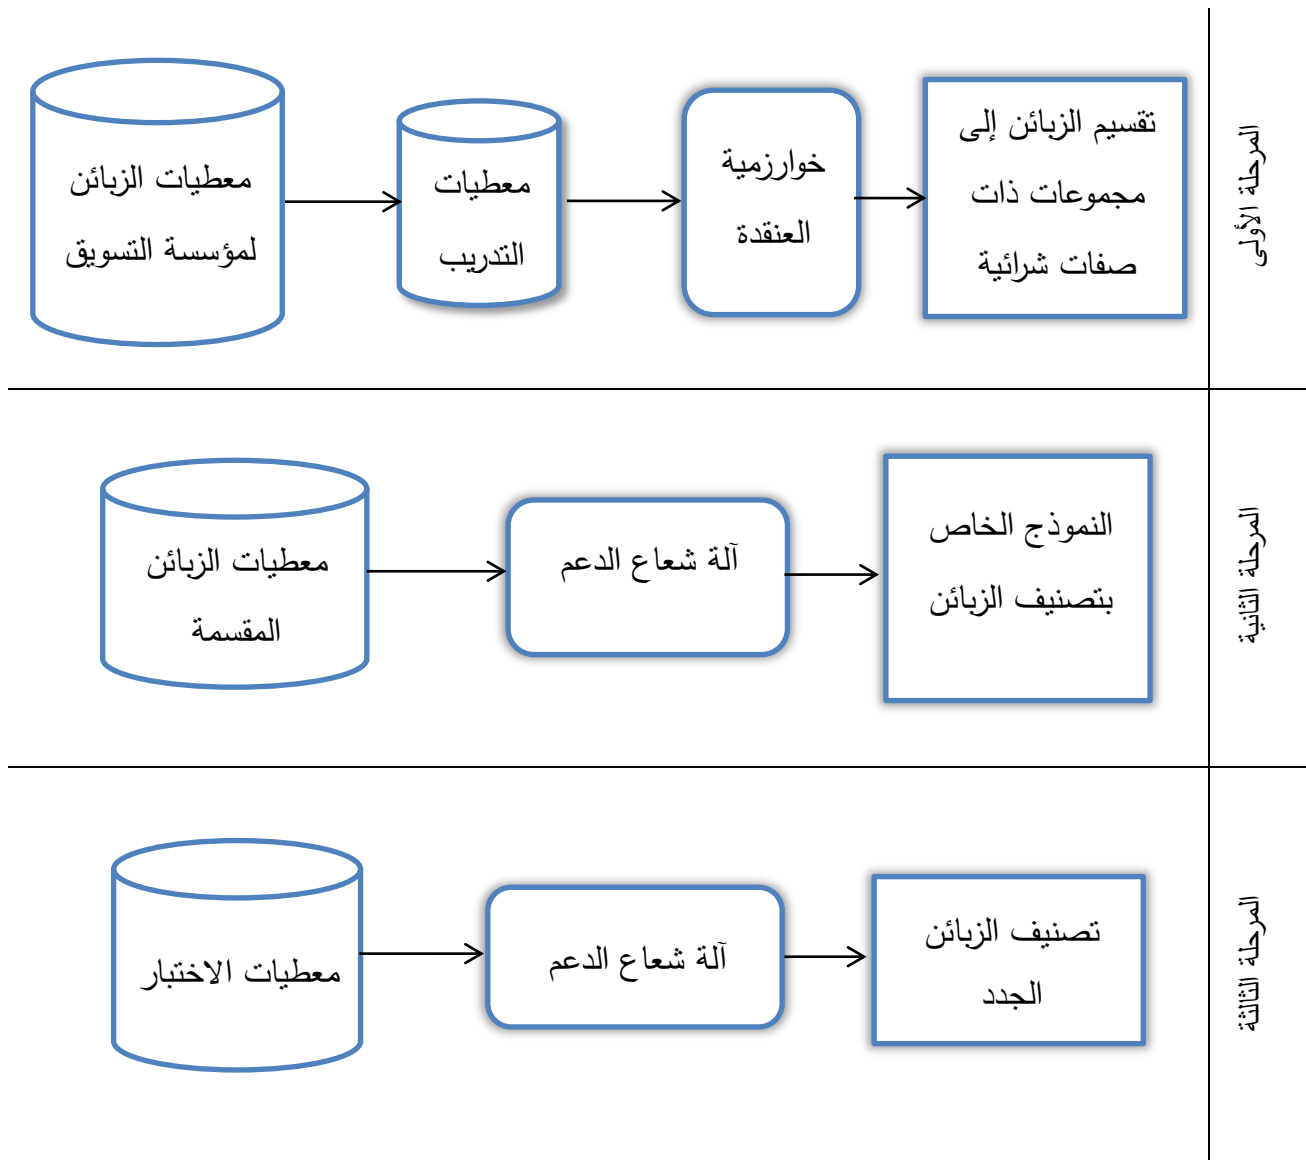 المرحلة الأولى
معطيات الزبائن
لمؤسسة التسويق
معطيات
التدريب
خوارزمية
العنقدة
تقسيم الزبائن إلى
مجموعات ذات
صفات شرائية
المرحلة الثانية
معطيات الزبائن
المقسمة
آلة شعاع الدعم
النموذج الخاص
بتصنيف الزبائن
المرحلة الثالثة
معطيات الاختبار
آلة شعاع الدعم
تصنيف الزبائن
الجدد